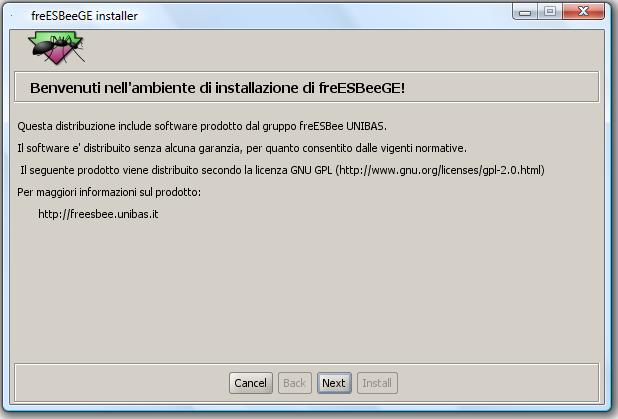 freESBeeGE installer
Benvenuti nell'ambiente di installazione di freESBeeGE!
Questa distribuzione include software prodotto dal gruppo freESBee UNIBAS.
Il software e' distribuito senza alcuna garanzia, per quanto consentito dalle vigenti normative.
Il seguente prodotto viene distribuito secondo la licenza GNU GPL (http://www.gnu.org/licenses/gpl-2.0.html)
Per maggiori informazioni sul prodotto:
http://freesbee.unibas.it
Cancel Back Next Install